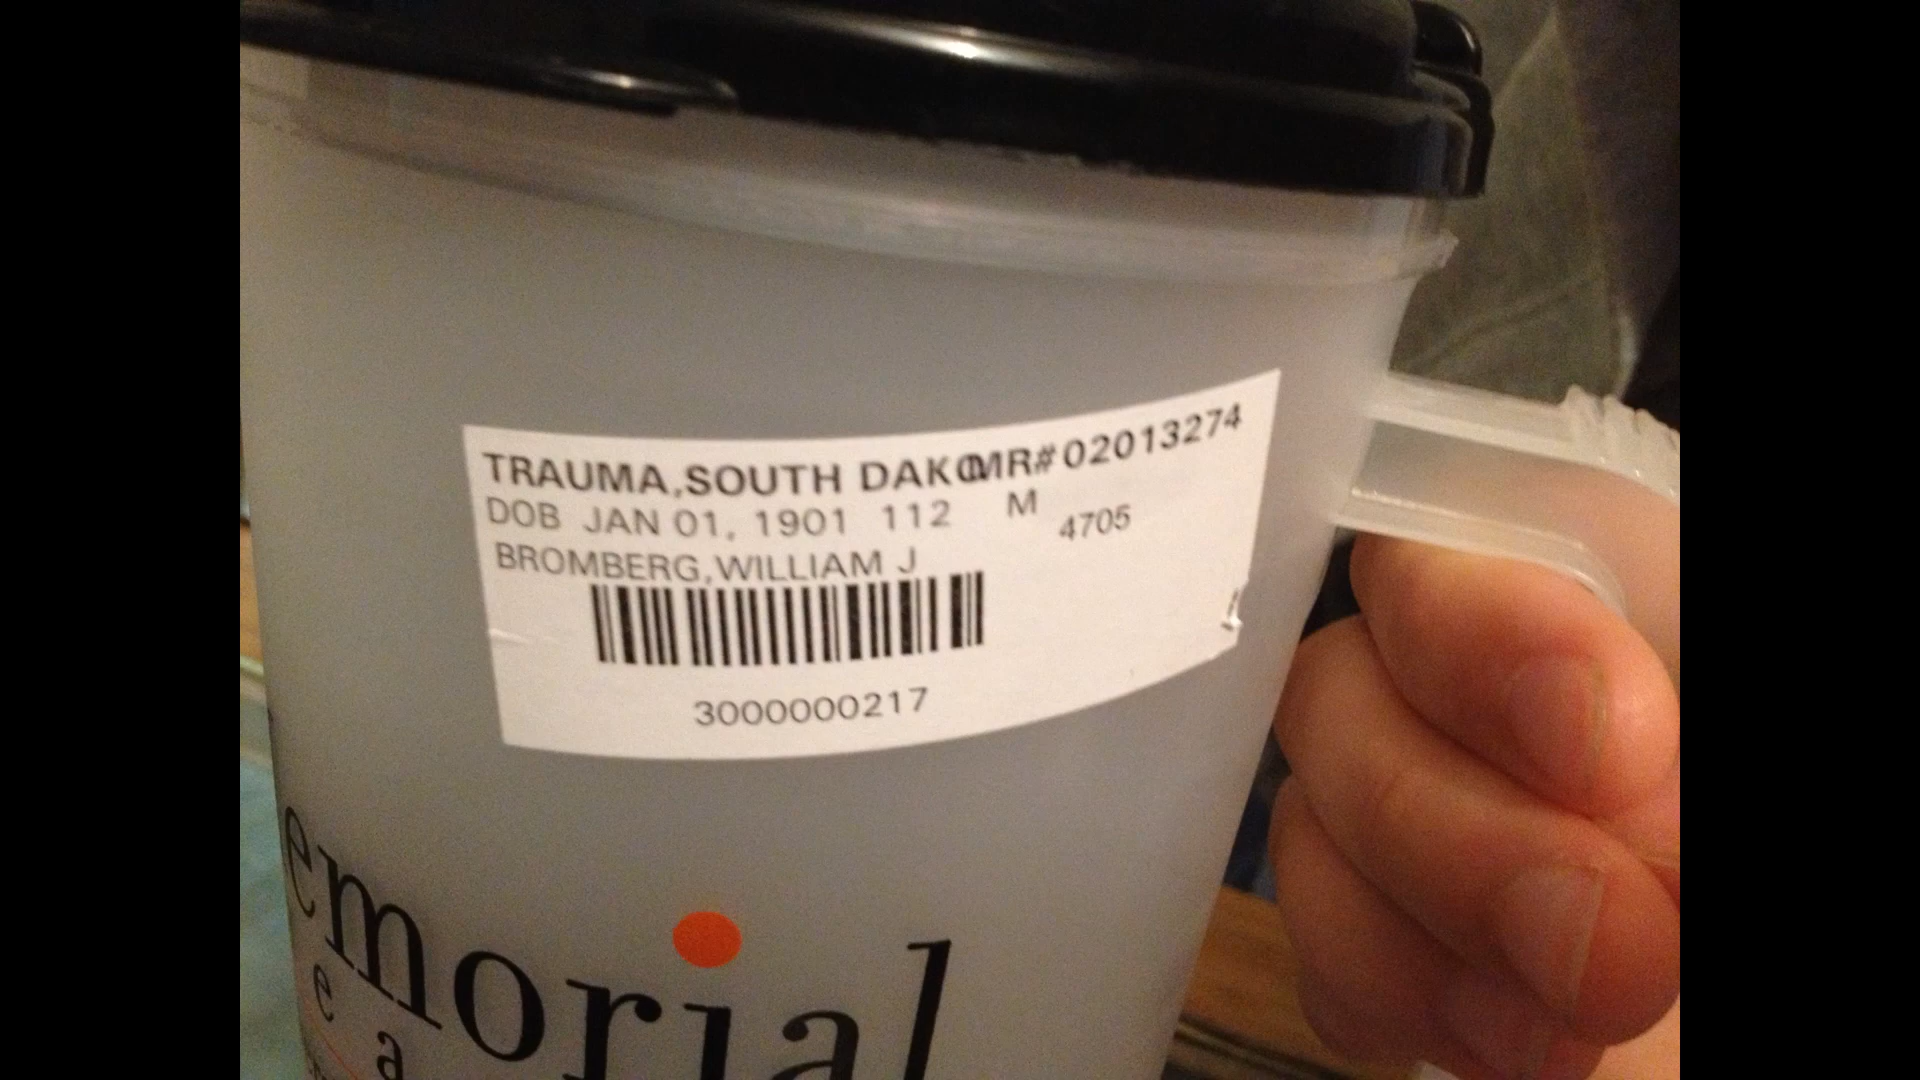 TRAUMA,SOUTH DAKOMR#02013274
DOB JAN 01, 1901 112 M 4705
BROMBERG,WILLIAM J
3000000217
emorial
e a